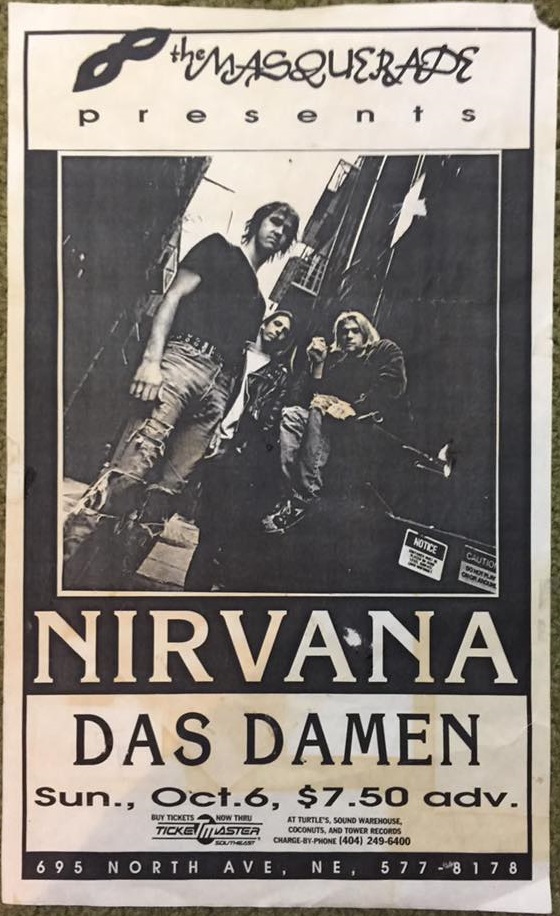 the MASQUERADE
presents
NOTICE
CAUTION
NIRVANA
DAS DAMEN
Sun., Oct.6, $7.50 adv.
BUY TICKETS NOW THRU
TICKETMASTER
SOUTHEAST
AT TURTLE'S, SOUND WAREHOUSE,
COCONUTS, AND TOWER RECORDS
CHARGE-BY-PHONE (404) 249-6400
695 NORTH AVE, NE, 577-8178